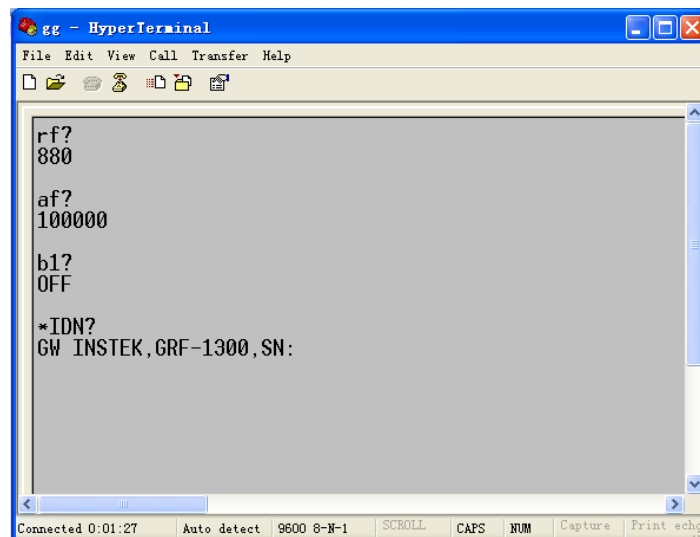 gg - HyperTerminal
File Edit View Call Transfer Help
rf?
880
af?
100000
b1?
OFF
*IDN?
GW INSTEK,GRF-1300,SN:
Connected 0:01:27 Auto detect 9600 8-N-1 SCROLL CAPS NUM Capture Print echo